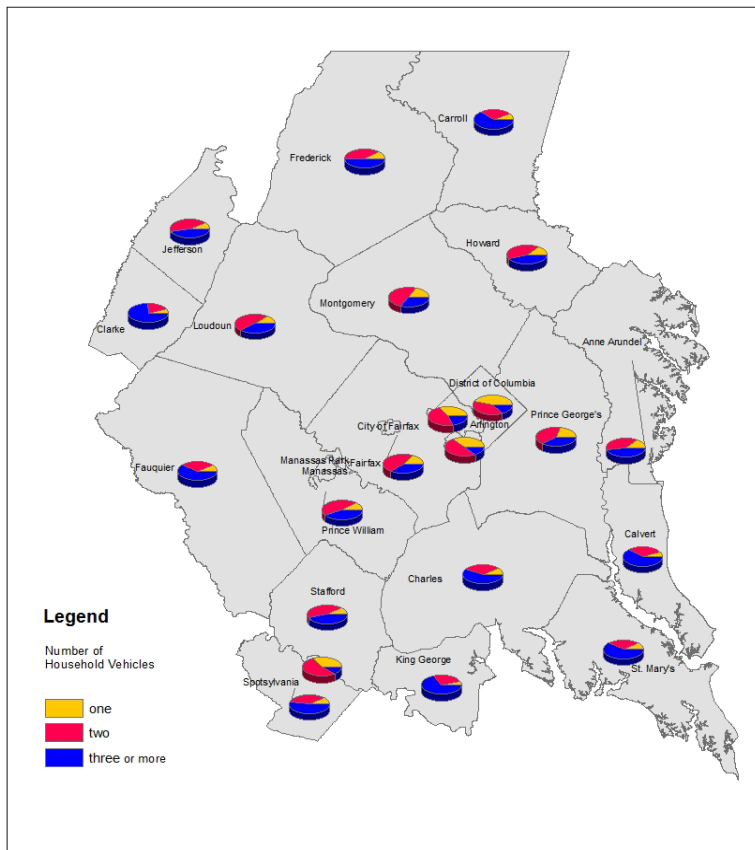 Carroll
Frederick
Howard
Jefferson
Montgomery
Clarke
Loudoun
Anne Arundel
District of Columbia
Prince George's
City of Fairfax
Arlington
Manassas Park
Fairfax
Manassas
Fauquier
Prince William
Calvert
Charles
Stafford
King George
St. Mary's
Spotsylvania
Legend
Number of
Household Vehicles
one
two
three or more